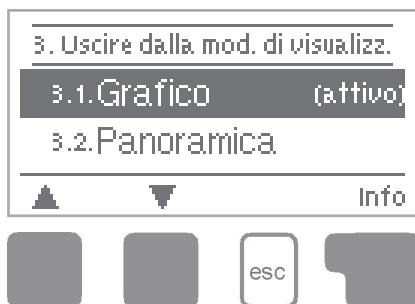 3. Uscire dalla mod. di visualizz.
3.1.Grafico (attivo)
3.2.Panoramica
Info
esc